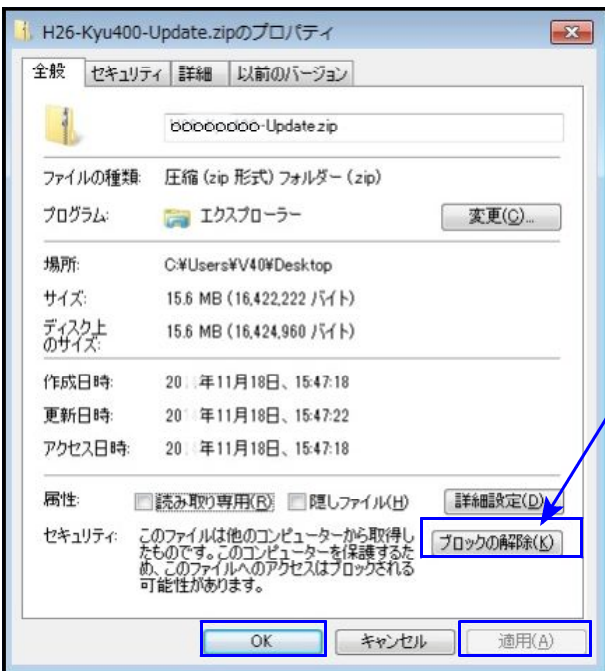 H26-Kyu400-Update.zipのプロパティ
全般 セキュリティ 詳細 以前のバージョン
oooooooo-Update.zip
ファイルの種類: 圧縮 (zip 形式) フォルダー (zip)
プログラム: エクスプローラー 変更(C)...
場所: C:¥Users¥V40¥Desktop
サイズ: 15.6 MB (16,422,222 バイト)
ディスク上
のサイズ: 15.6 MB (16,424,960 バイト)
作成日時: 20 年11月18日、15:47:18
更新日時: 20 年11月18日、15:47:22
アクセス日時: 20 年11月18日、15:47:18
属性: 読み取り専用(R) 隠しファイル(H) 詳細設定(D)
セキュリティ: このファイルは他のコンピューターから取得し
たものです。このコンピューターを保護するた
め、このファイルへのアクセスはブロックされる
可能性があります。
ブロックの解除(K)
OK キャンセル 適用(A)